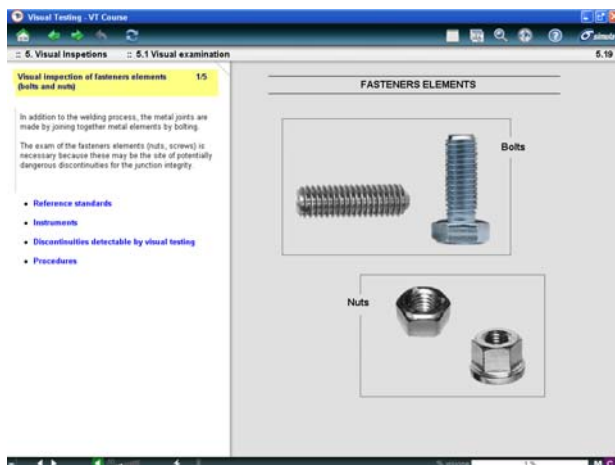 Visual Testing - VT Course
:: 5. Visual Inspetions :: 5.1 Visual examination 5.19
Visual inspection of fasteners elements 1/5
(bolts and nuts)
In addition to the welding process, the metal joints are
made by joining together metal elements by bolting.
The exam of the fasteners elements (nuts, screws) is
necessary because these may be the site of potentially
dangerous discontinuities for the junction integrity.
• Reference standards
• Instruments
• Discontinuities detectable by visual testing
• Procedures
FASTENERS ELEMENTS
Bolts
Nuts